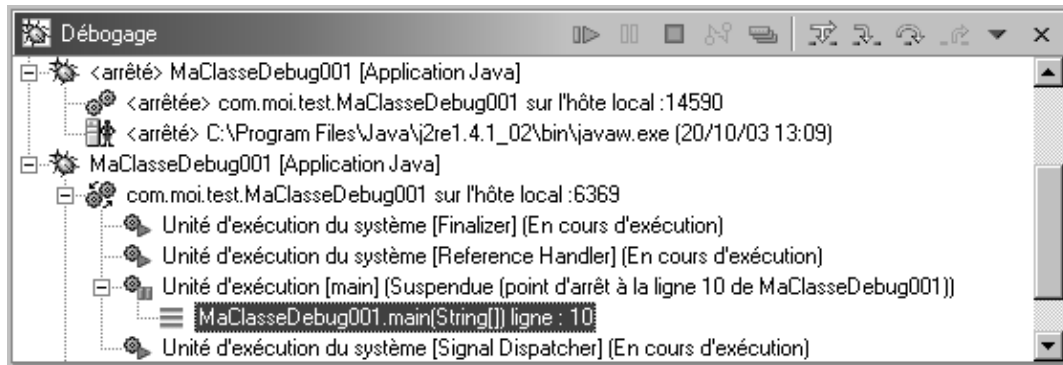 Débogage
<arrêté> MaClasseDebug001 [Application Java]
<arrêtée> com.moi.test.MaClasseDebug001 sur l'hôte local :14590
<arrêté> C:\Program Files\Java\j2re1.4.1_02\bin\javaw.exe (20/10/03 13:09)
MaClasseDebug001 [Application Java]
com.moi.test.MaClasseDebug001 sur l'hôte local :6369
Unité d'exécution du système [Finalizer] (En cours d'exécution)
Unité d'exécution du système [Reference Handler] (En cours d'exécution)
Unité d'exécution [main] (Suspendue (point d'arrêt à la ligne 10 de MaClasseDebug001))
MaClasseDebug001.main(String[]) ligne : 10
Unité d'exécution du système [Signal Dispatcher] (En cours d'exécution)